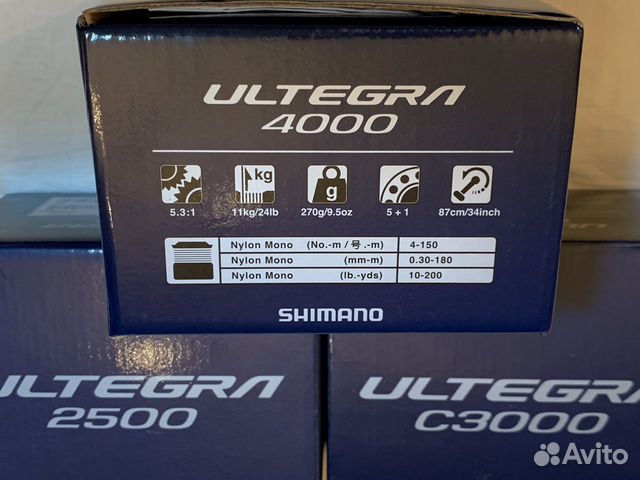 ULTEGRA
4000
kg
g
5.3:1 11kg/24lb 270g/9.5oz 5 + 1 87cm/34inch
Nylon Mono (No.-m / 号 .-m) 4-150
Nylon Mono (mm-m) 0.30-180
Nylon Mono (lb.-yds) 10-200
SHIMANO
ULTEGRA
2500
ULTEGRA
C3000
Avito